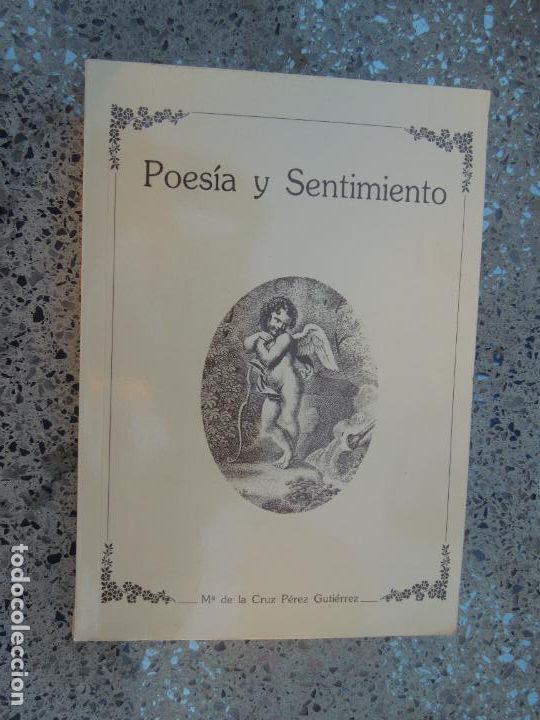 Poesía y Sentimiento
Mª de la Cruz Pérez Gutiérrez
todocoleccion